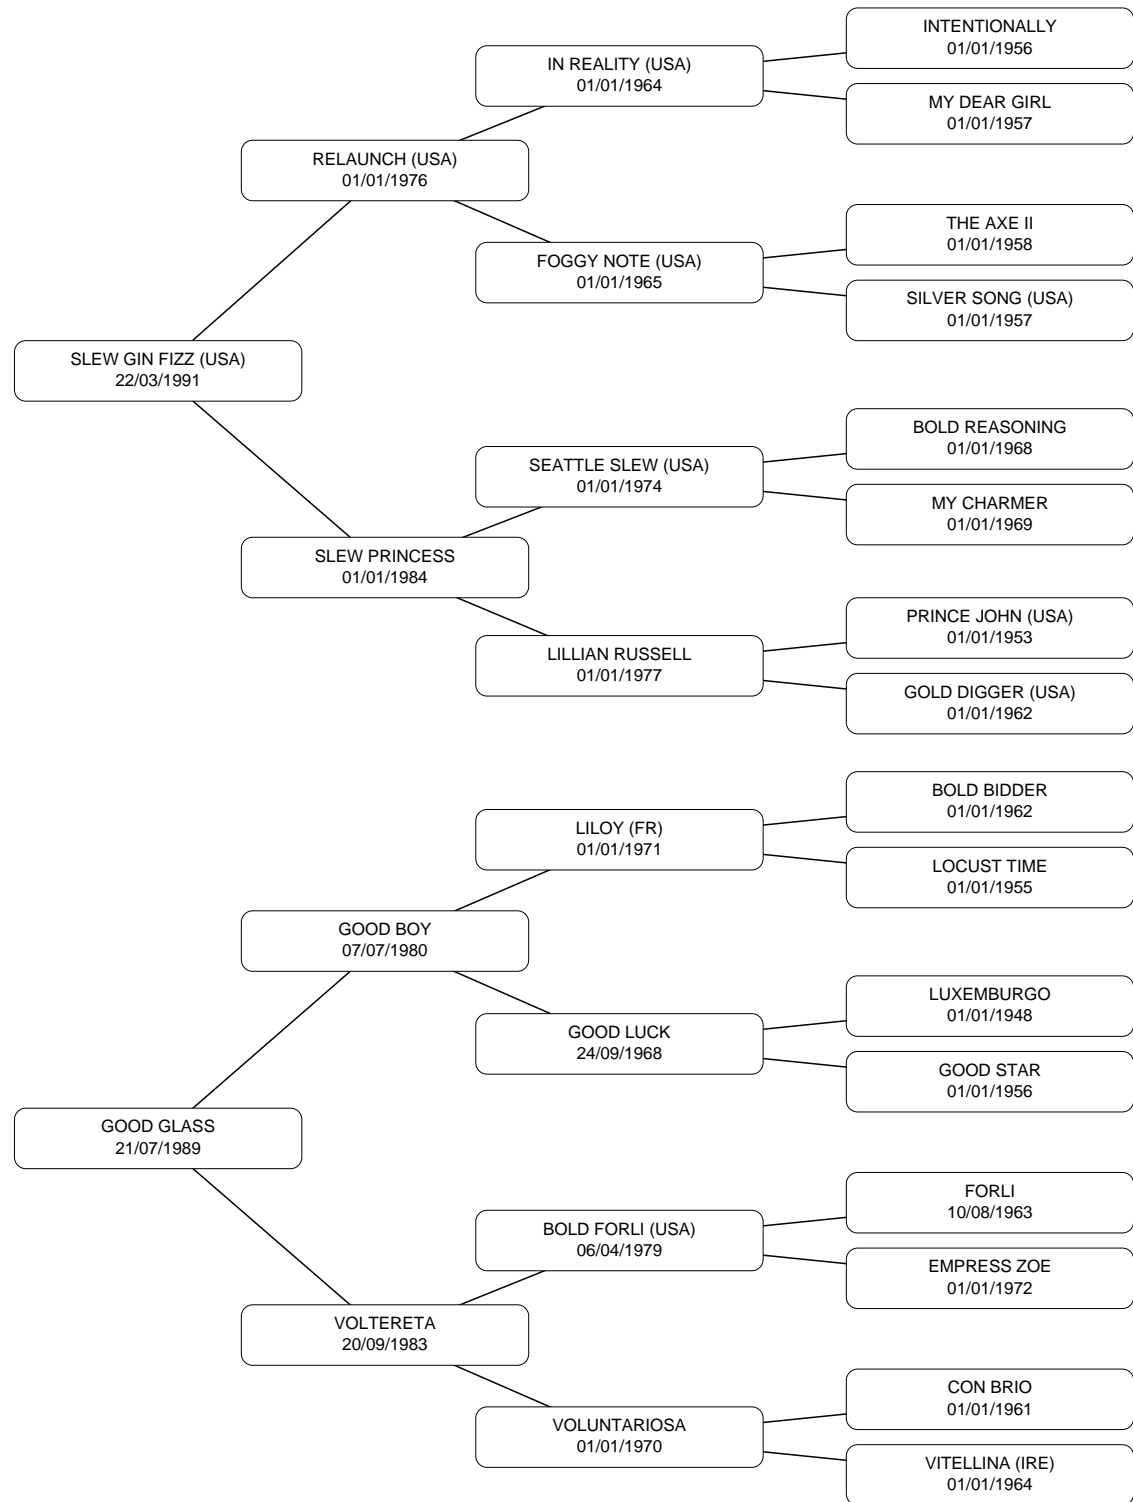 INTENTIONALLY
01/01/1956
IN REALITY (USA)
01/01/1964
MY DEAR GIRL
01/01/1957
RELAUNCH (USA)
01/01/1976
THE AXE II
01/01/1958
FOGGY NOTE (USA)
01/01/1965
SILVER SONG (USA)
01/01/1957
SLEW GIN FIZZ (USA)
22/03/1991
BOLD REASONING
01/01/1968
SEATTLE SLEW (USA)
01/01/1974
MY CHARMER
01/01/1969
SLEW PRINCESS
01/01/1984
PRINCE JOHN (USA)
01/01/1953
LILLIAN RUSSELL
01/01/1977
GOLD DIGGER (USA)
01/01/1962
BOLD BIDDER
01/01/1962
LILOY (FR)
01/01/1971
LOCUST TIME
01/01/1955
GOOD BOY
07/07/1980
LUXEMBURGO
01/01/1948
GOOD LUCK
24/09/1968
GOOD STAR
01/01/1956
GOOD GLASS
21/07/1989
FORLI
10/08/1963
BOLD FORLI (USA)
06/04/1979
EMPRESS ZOE
01/01/1972
VOLTERETA
20/09/1983
CON BRIO
01/01/1961
VOLUNTARIOSA
01/01/1970
VITELLINA (IRE)
01/01/1964